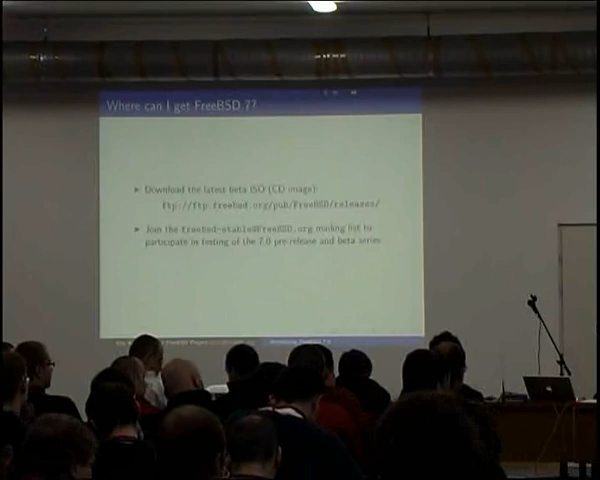 Where can I get FreeBSD 7?
Download the latest beta ISO (CD image):
ftp://ftp.freebsd.org/pub/FreeBSD/releases/
Join the freebsd-stable@FreeBSD.org mailing list to
participate in testing of the 7.0 pre-release and beta series